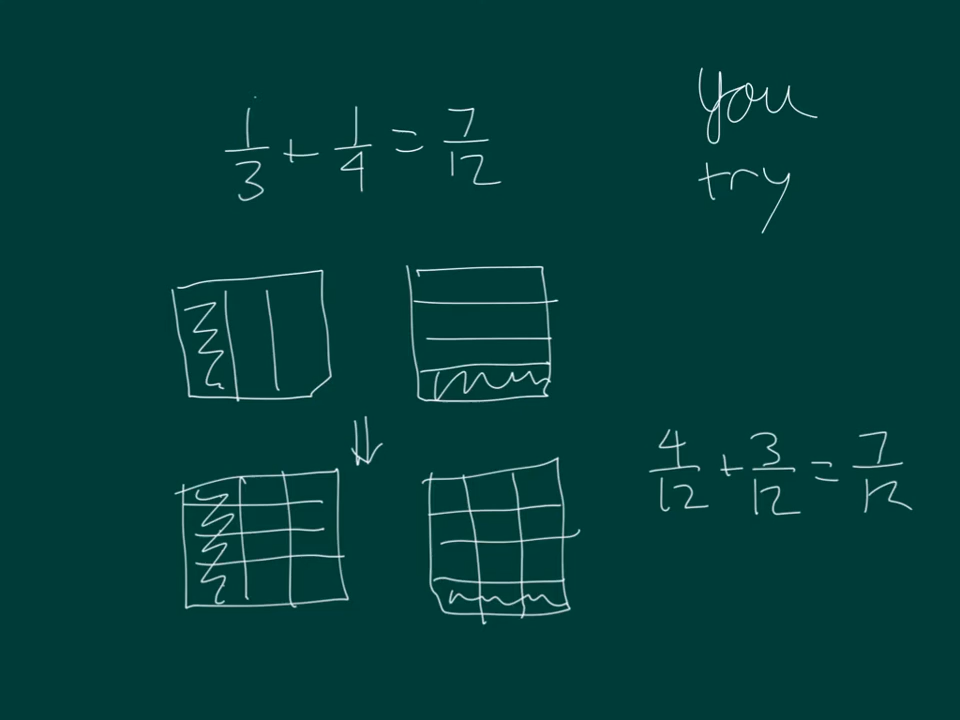 1/3 + 1/4 = 7/12
you
try
4/12 + 3/12 = 7/12